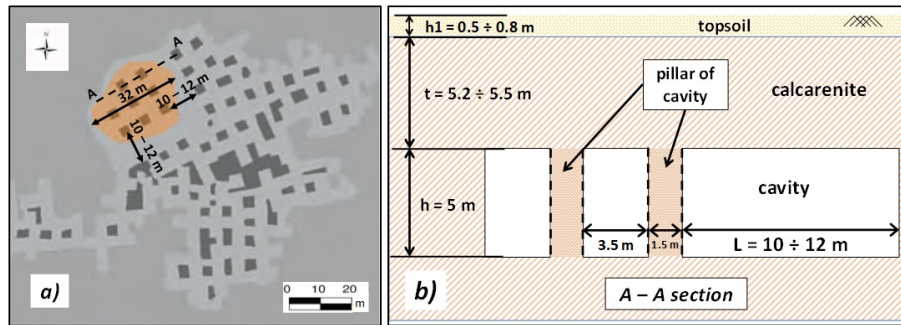 a)
N
A
A
32 m
10 – 12 m
10 – 12 m
0 10 20
m
b)
h1 = 0.5 ÷ 0.8 m
topsoil
pillar of
cavity
t = 5.2 ÷ 5.5 m
calcarenite
h = 5 m
cavity
3.5 m
1.5 m
L = 10 ÷ 12 m
A – A section